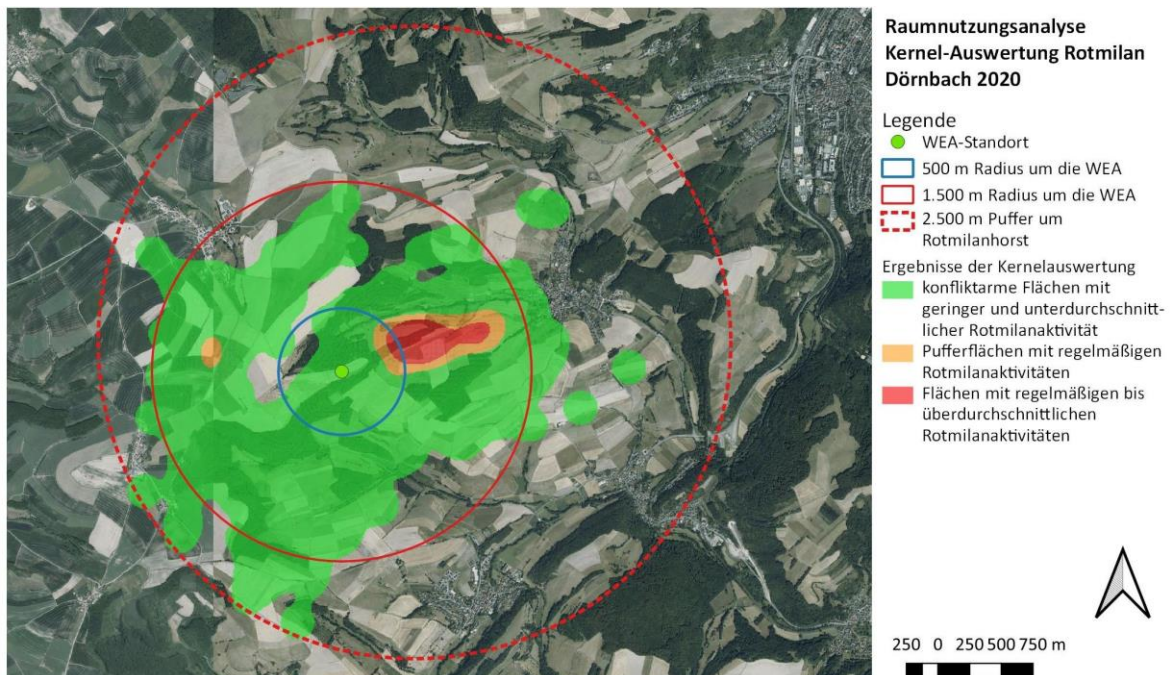 Raumnutzungsanalyse
Kernel-Auswertung Rotmilan
Dörnbach 2020
Legende
WEA-Standort
500 m Radius um die WEA
1.500 m Radius um die WEA
2.500 m Puffer um
Rotmilanhorst
Ergebnisse der Kernelauswertung
konfliktarme Flächen mit
geringer und unterdurchschnitt-
licher Rotmilanaktivität
Pufferflächen mit regelmäßigen
Rotmilanaktivitäten
Flächen mit regelmäßigen bis
überdurchschnittlichen
Rotmilanaktivitäten
250 0 250 500 750 m